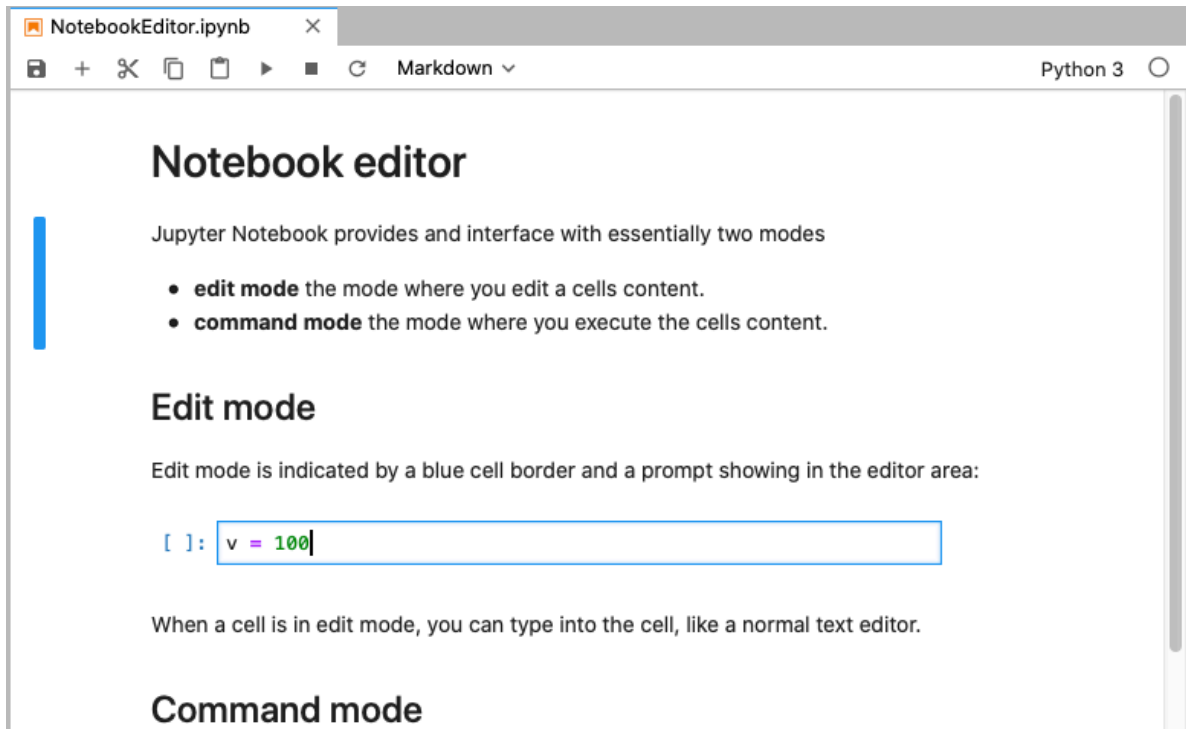 NotebookEditor.ipynb
Markdown
Python 3
Notebook editor
Jupyter Notebook provides and interface with essentially two modes
edit mode the mode where you edit a cells content.
command mode the mode where you execute the cells content.
Edit mode
Edit mode is indicated by a blue cell border and a prompt showing in the editor area:
[ ]: v = 100
When a cell is in edit mode, you can type into the cell, like a normal text editor.
Command mode